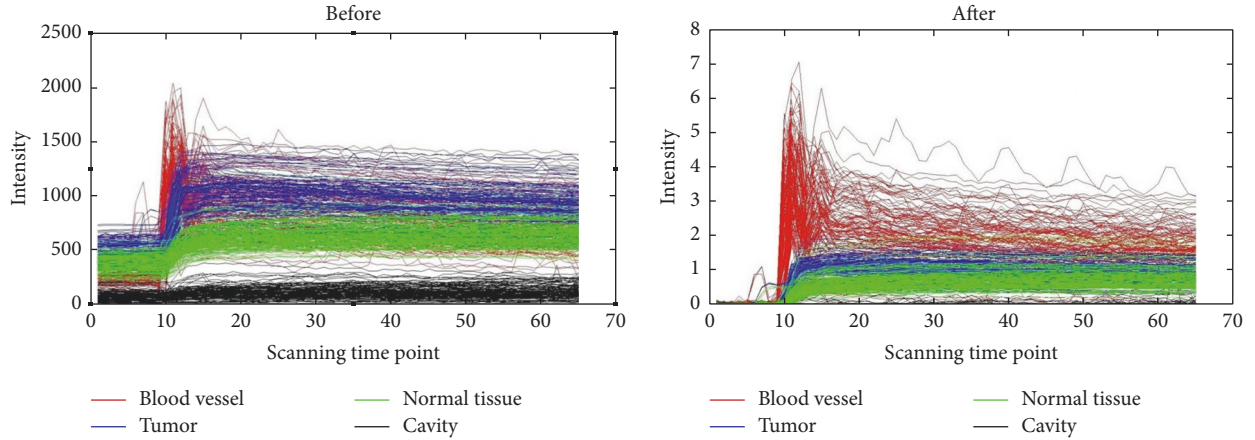 Before
2500
2000
1500
1000
500
0
Intensity
0 10 20 30 40 50 60 70
Scanning time point
Blood vessel
Tumor
Normal tissue
Cavity
After
8
7
6
5
4
3
2
1
0
Intensity
0 10 20 30 40 50 60 70
Scanning time point
Blood vessel
Tumor
Normal tissue
Cavity